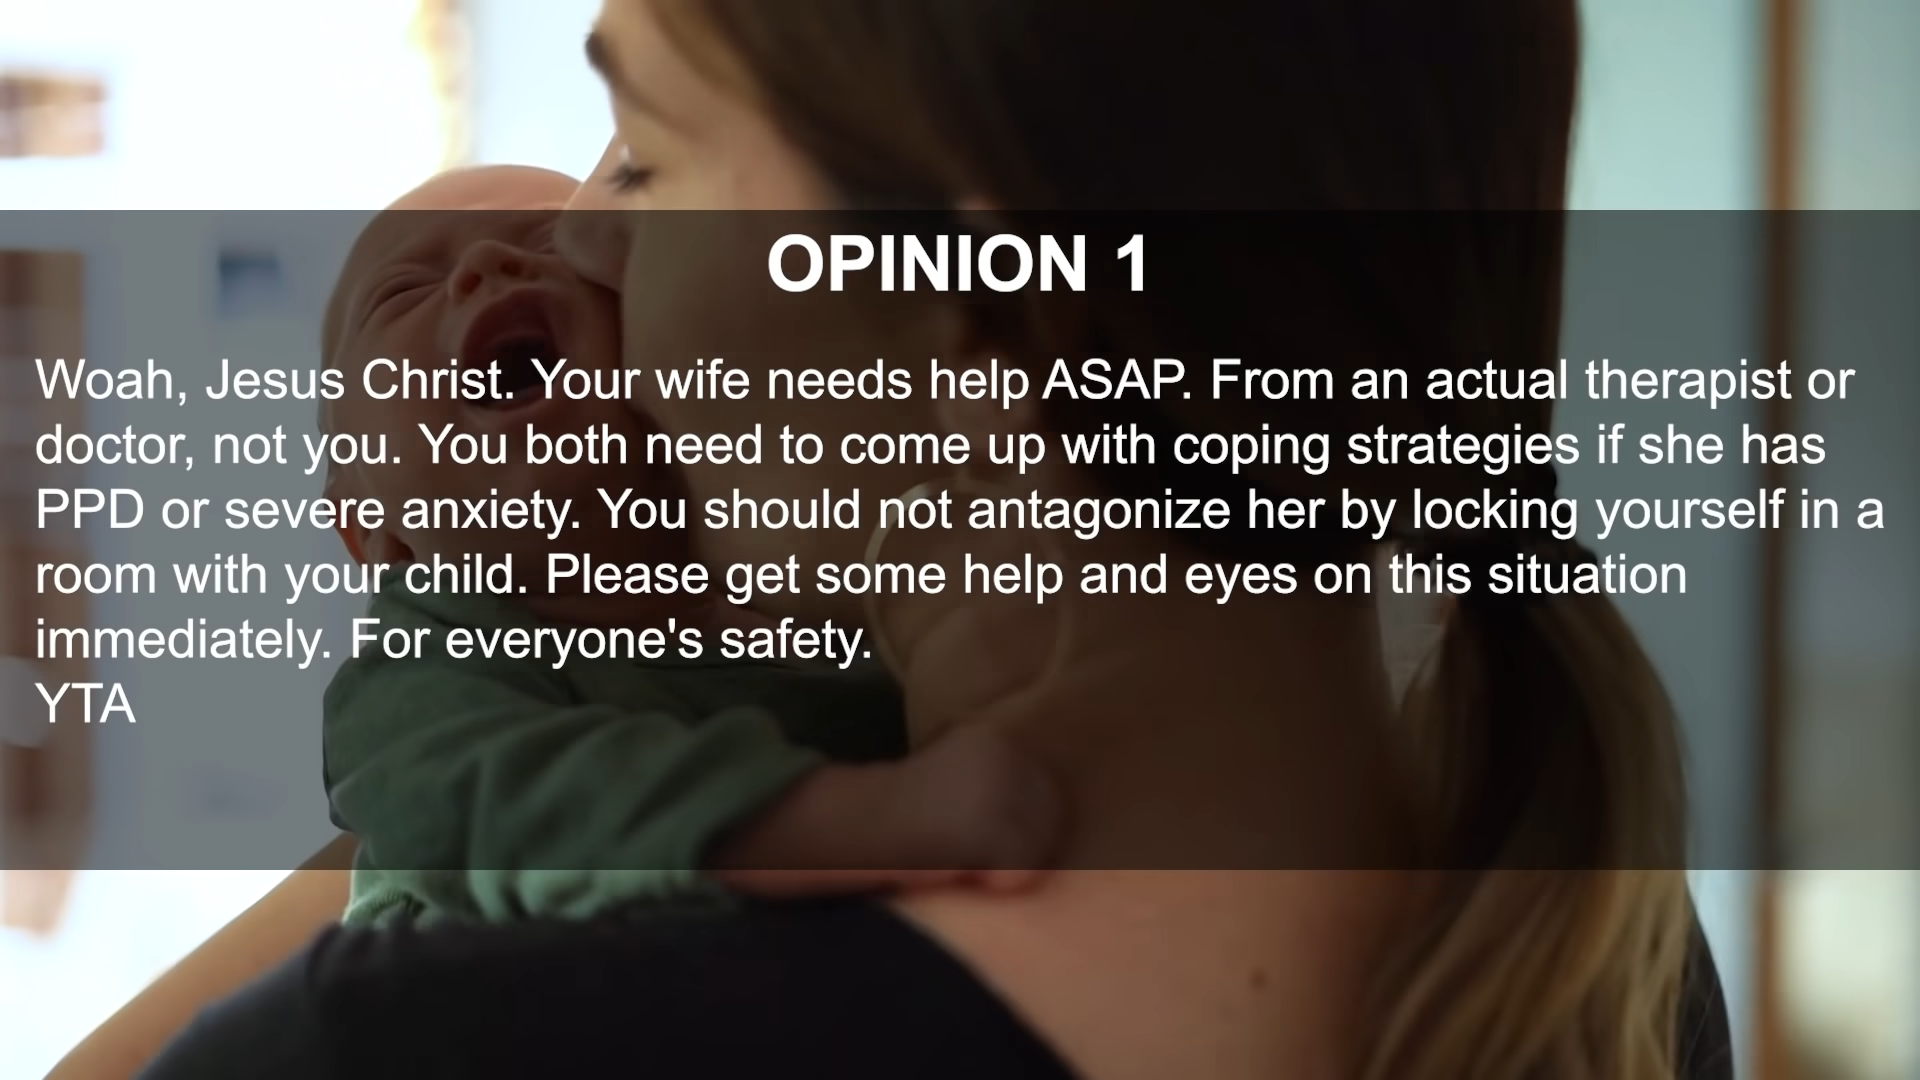 OPINION 1
Woah, Jesus Christ. Your wife needs help ASAP. From an actual therapist or
doctor, not you. You both need to come up with coping strategies if she has
PPD or severe anxiety. You should not antagonize her by locking yourself in a
room with your child. Please get some help and eyes on this situation
immediately. For everyone's safety.
YTA